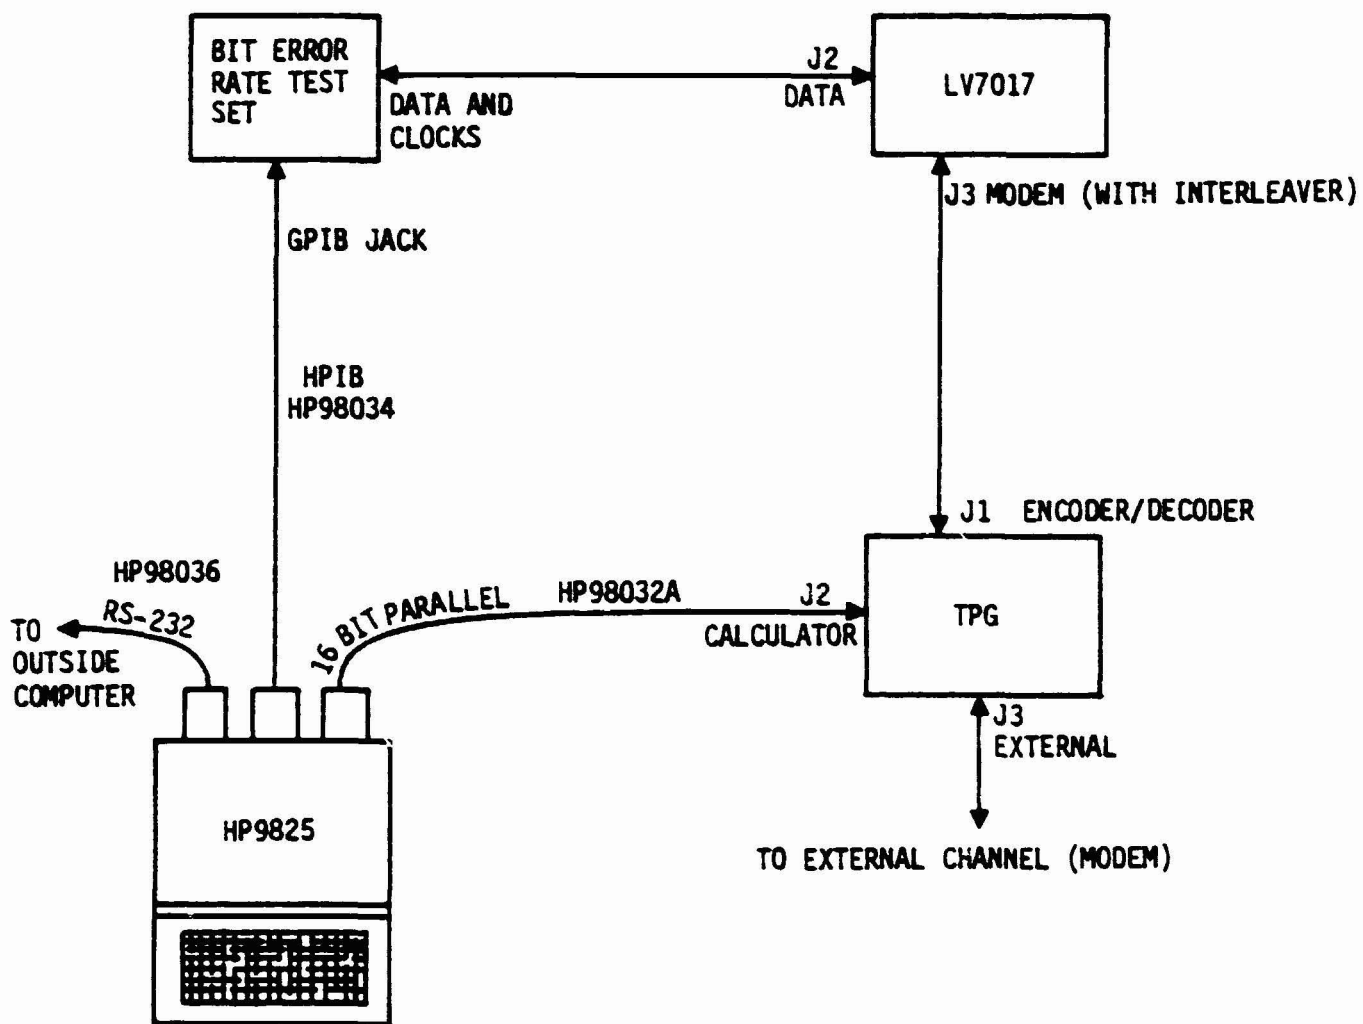 BIT ERROR
RATE TEST
SET
DATA AND
CLOCKS
J2
DATA
LV7017
J3 MODEM (WITH INTERLEAVER)
GPIB JACK
HPIB
HP98034
J1 ENCODER/DECODER
HP98036
RS-232
TO
OUTSIDE
COMPUTER
16 BIT PARALLEL
HP98032A
J2
CALCULATOR
TPG
J3
EXTERNAL
HP9825
TO EXTERNAL CHANNEL (MODEM)